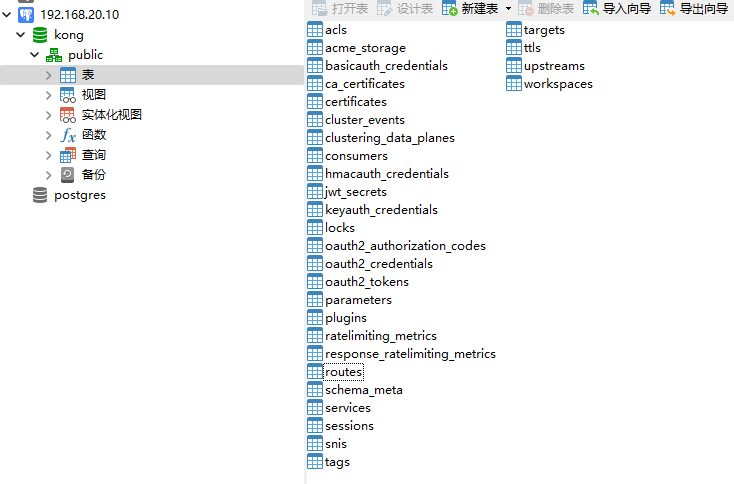 192.168.20.10
kong
public
表
视图
实体化视图
函数
查询
备份
postgres
打开表 设计表 新建表 删除表 导入向导 导出向导
acls
acme_storage
basicauth_credentials
ca_certificates
certificates
cluster_events
clustering_data_planes
consumers
hmacauth_credentials
jwt_secrets
keyauth_credentials
locks
oauth2_authorization_codes
oauth2_credentials
oauth2_tokens
parameters
plugins
ratelimiting_metrics
response_ratelimiting_metrics
routes
schema_meta
services
sessions
snis
tags
targets
ttls
upstreams
workspaces